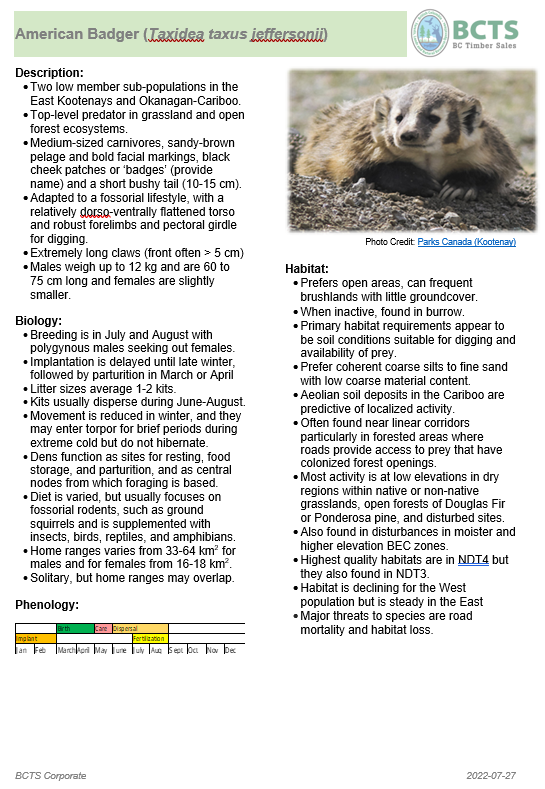 American Badger (Taxidea taxus jeffersonii)
BCTS
BC Timber Sales
Description:
• Two low member sub-populations in the
East Kootenays and Okanagan-Cariboo.
• Top-level predator in grassland and open
forest ecosystems.
• Medium-sized carnivores, sandy-brown
pelage and bold facial markings, black
cheek patches or 'badges' (provide
name) and a short bushy tail (10-15 cm).
• Adapted to a fossorial lifestyle, with a
relatively dorso-ventrally flattened torso
and robust forelimbs and pectoral girdle
for digging.
• Extremely long claws (front often > 5 cm)
• Males weigh up to 12 kg and are 60 to
75 cm long and females are slightly
smaller.
Biology:
• Breeding is in July and August with
polygynous males seeking out females.
• Implantation is delayed until late winter,
followed by parturition in March or April
• Litter sizes average 1-2 kits.
• Kits usually disperse during June-August.
• Movement is reduced in winter, and they
may enter torpor for brief periods during
extreme cold but do not hibernate.
• Dens function as sites for resting, food
storage, and parturition, and as central
nodes from which foraging is based.
• Diet is varied, but usually focuses on
fossorial rodents, such as ground
squirrels and is supplemented with
insects, birds, reptiles, and amphibians.
• Home ranges varies from 33-64 km² for
males and for females from 16-18 km².
• Solitary, but home ranges may overlap.
Phenology:
Birth Care Dispersal
Implant Fertilization
Jan Feb March April May June July Aug Sept Oct Nov Dec
Photo Credit: Parks Canada (Kootenay)
Habitat:
• Prefers open areas, can frequent
brushlands with little groundcover.
• When inactive, found in burrow.
• Primary habitat requirements appear to
be soil conditions suitable for digging and
availability of prey.
• Prefer coherent coarse silts to fine sand
with low coarse material content.
• Aeolian soil deposits in the Cariboo are
predictive of localized activity.
• Often found near linear corridors
particularly in forested areas where
roads provide access to prey that have
colonized forest openings.
• Most activity is at low elevations in dry
regions within native or non-native
grasslands, open forests of Douglas Fir
or Ponderosa pine, and disturbed sites.
• Also found in disturbances in moister and
higher elevation BEC zones.
• Highest quality habitats are in NDT4 but
they also found in NDT3.
• Habitat is declining for the West
population but is steady in the East
• Major threats to species are road
mortality and habitat loss.
BCTS Corporate
2022-07-27